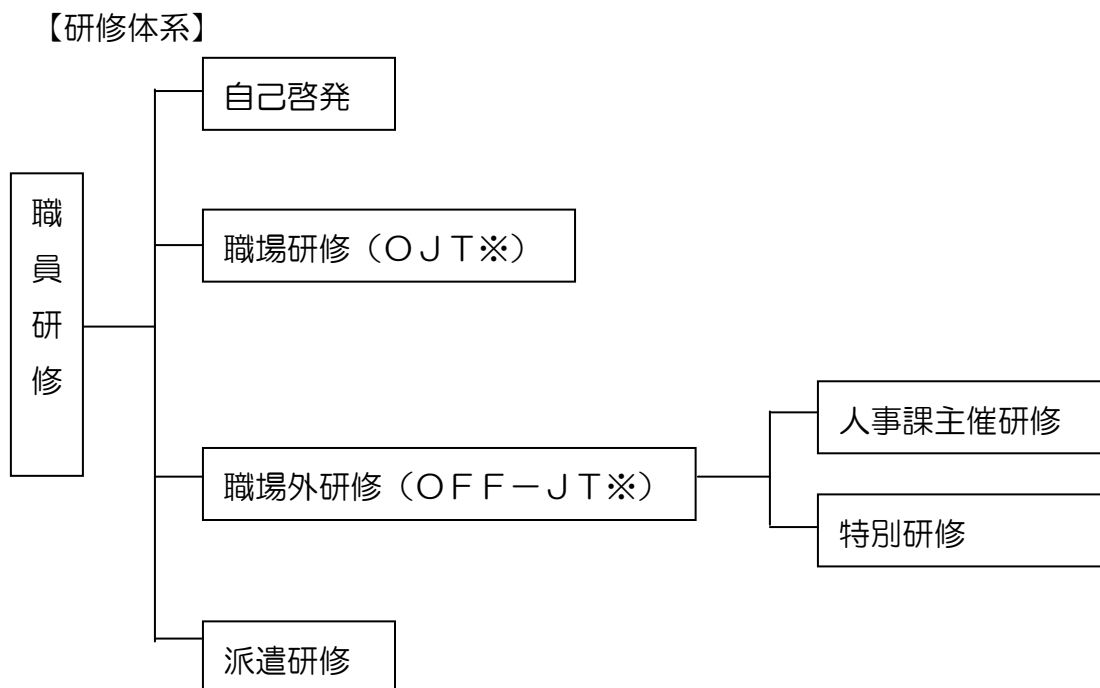 【研修体系】
自己啓発
職員研修
職場研修（ＯＪＴ※）
職場外研修（ＯＦＦ－ＪＴ※）
人事課主催研修
特別研修
派遣研修